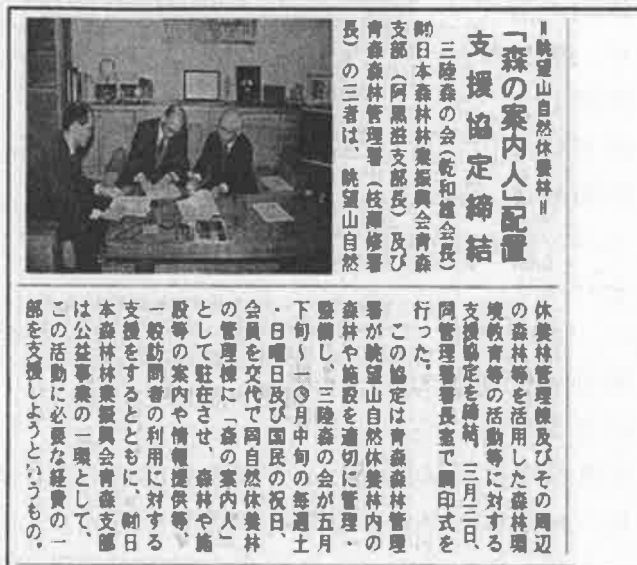 〓眺望山自然休養林〓
「森の案内人」配置
支援協定締結
三陸森の会（乾和雄会長）
㈶日本森林林業振興会青森
支部（阿黒滋支部長）及び
青森森林管理署（枝瀬修署
長）の三者は、眺望山自然
休養林管理棟及びその周辺
の森林等を活用した森林環
境教育等の活動等に対する
支援協定を締結、三月三日、
同管理署署長室で調印式を
行った。
この協定は青森森林管理
署が眺望山自然休養林内の
森林や施設を適切に管理・
整備し、三陸森の会が五月
下旬〜一〇月中旬の毎週土
・日曜日及び国民の祝日、
会員を交代で同自然休養林
の管理棟に「森の案内人」
として駐在させ、森林や施
設等の案内や情報提供等、
一般訪問者の利用に対する
支援をするとともに、㈶日
本森林林業振興会青森支部
は公益事業の一環として、
この活動に必要な経費の一
部を支援しようというもの。